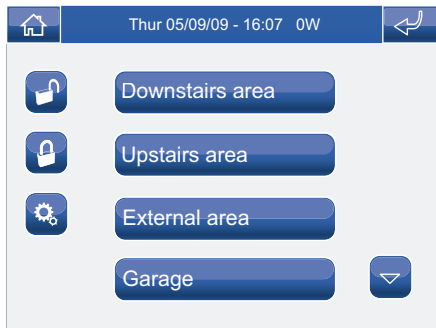 Thur 05/09/09 - 16:07 0W
Downstairs area
Upstairs area
External area
Garage